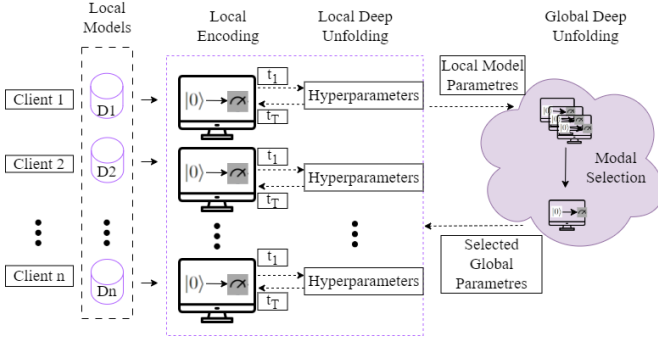 Local
Models
Local
Encoding
Local Deep
Unfolding
Global Deep
Unfolding
Client 1
D1
|0⟩
t1
tT
Hyperparameters
Local Model
Parametres
Client 2
D2
|0⟩
t1
tT
Hyperparameters
Modal
Selection
|0⟩
Client n
Dn
|0⟩
t1
tT
Hyperparameters
Selected
Global
Parametres